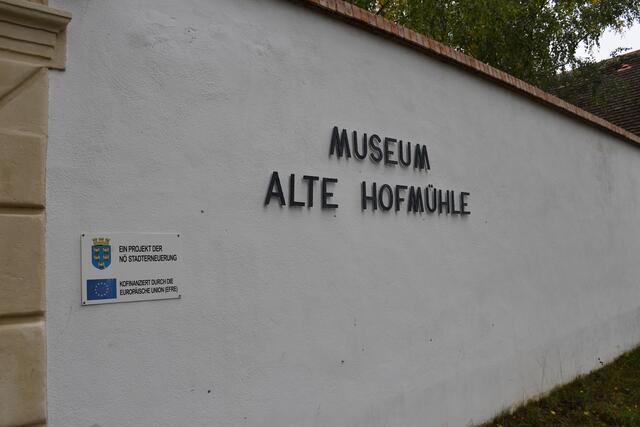 MUSEUM
ALTE HOFMÜHLE
EIN PROJEKT DER
NÖ STADTERNEUERUNG
KOFINANZIERT DURCH DIE
EUROPÄISCHE UNION (EFRE)